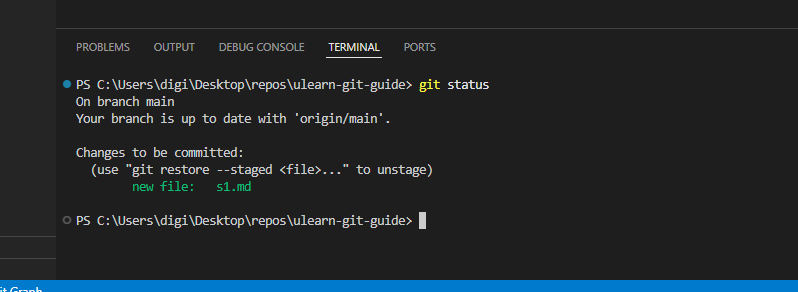 PROBLEMS OUTPUT DEBUG CONSOLE TERMINAL PORTS
PS C:\Users\digi\Desktop\repos\ulearn-git-guide> git status
On branch main
Your branch is up to date with 'origin/main'.
Changes to be committed:
(use "git restore --staged <file>..." to unstage)
new file: s1.md
PS C:\Users\digi\Desktop\repos\ulearn-git-guide>
it Graph